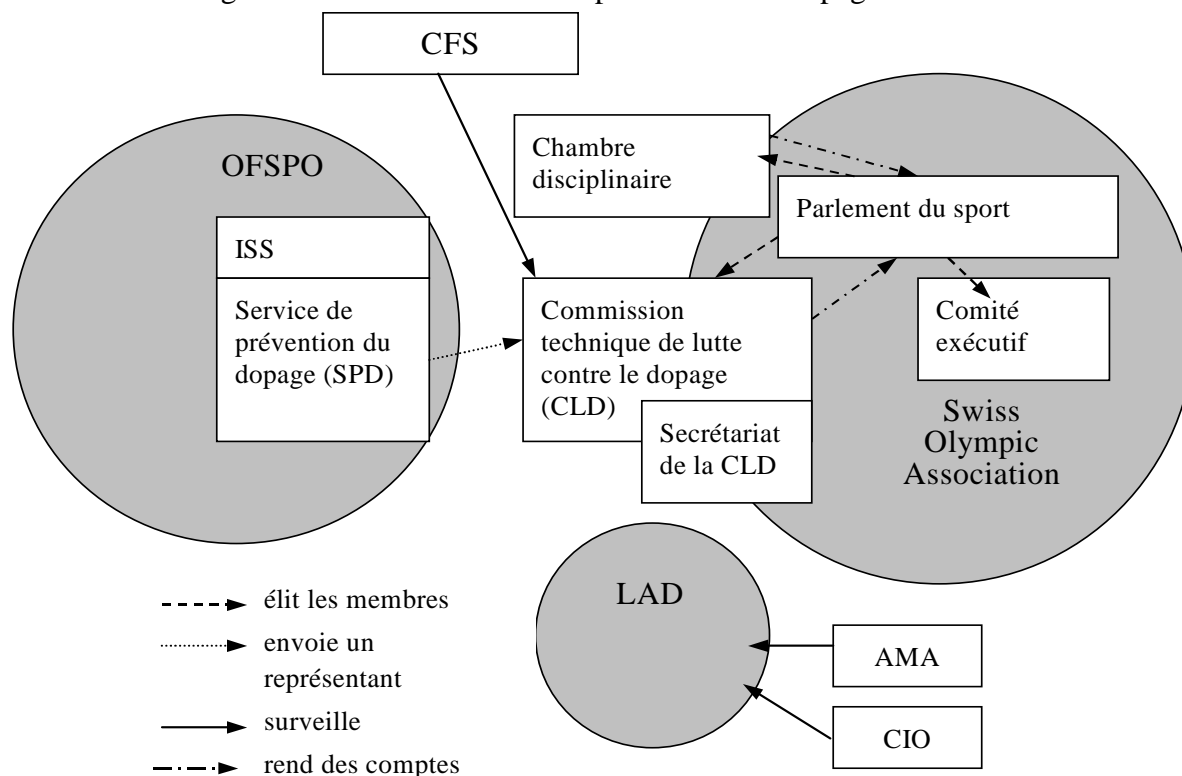 CFS
Chambre
disciplinaire
OFSPO
Parlement du sport
ISS
Service de
prévention du
dopage (SPD)
Commission
technique de lutte
contre le dopage
(CLD)
Comité
exécutif
Secrétariat
de la CLD
Swiss
Olympic
Association
LAD
élit les membres
envoie un
représentant
AMA
surveille
CIO
rend des comptes